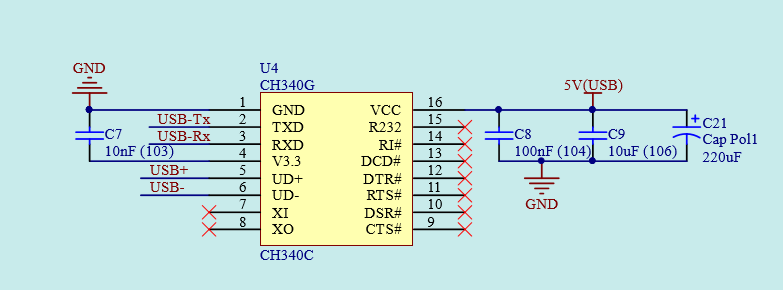 U4
GND
CH340G
5V(USB)
1 GND VCC 16
USB-Tx 2 TXD R232 15
C21
USB-Rx 3 RXD RI# 14
C7 C8 C9 Cap Pol1
10nF (103) 4 V3.3 DCD# 13 100nF (104) 10uF (106) 220uF
USB+ 5 UD+ DTR# 12
USB- 6 UD- RTS# 11
7 XI DSR# 10
GND
8 XO CTS# 9
CH340C